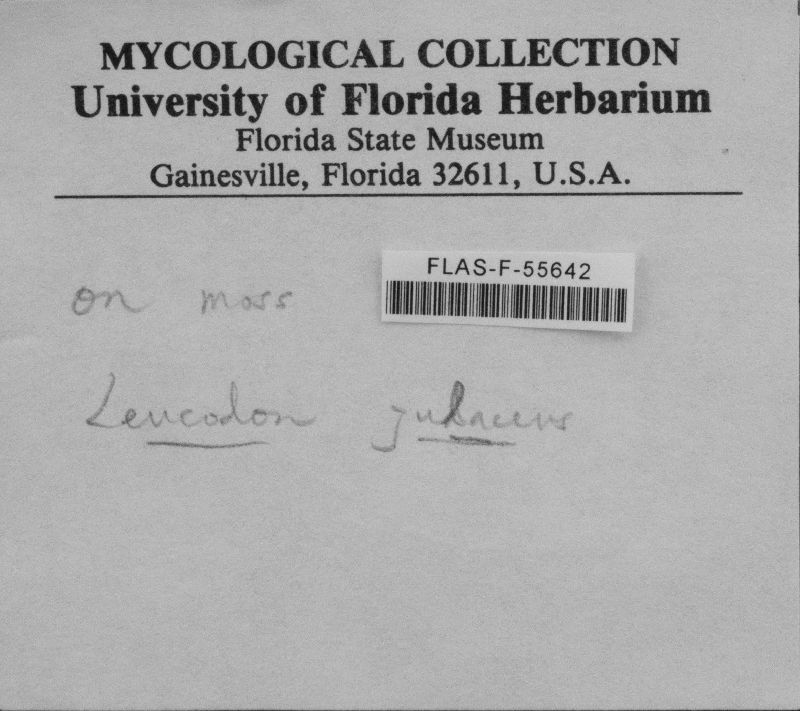 MYCOLOGICAL COLLECTION
University of Florida Herbarium
Florida State Museum
Gainesville, Florida 32611, U.S.A.
FLAS-F-55642
on moss
Leucodon julaceus